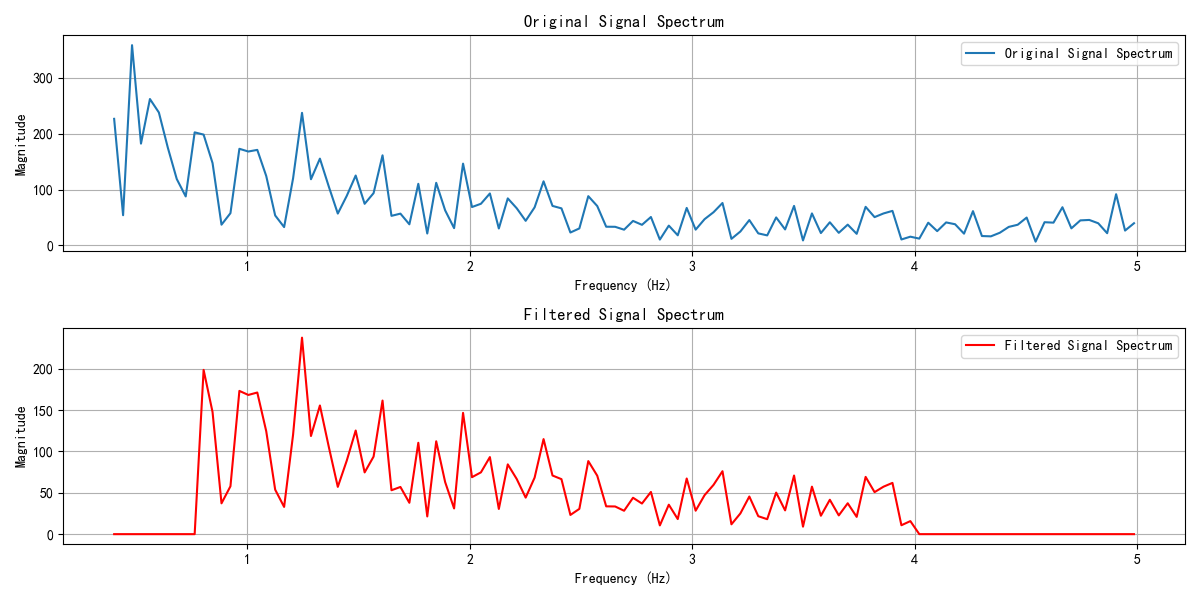 Original Signal Spectrum
Original Signal Spectrum
300
200
100
0
Magnitude
1 2 3 4 5
Frequency (Hz)
Filtered Signal Spectrum
Filtered Signal Spectrum
200
150
100
50
0
Magnitude
1 2 3 4 5
Frequency (Hz)